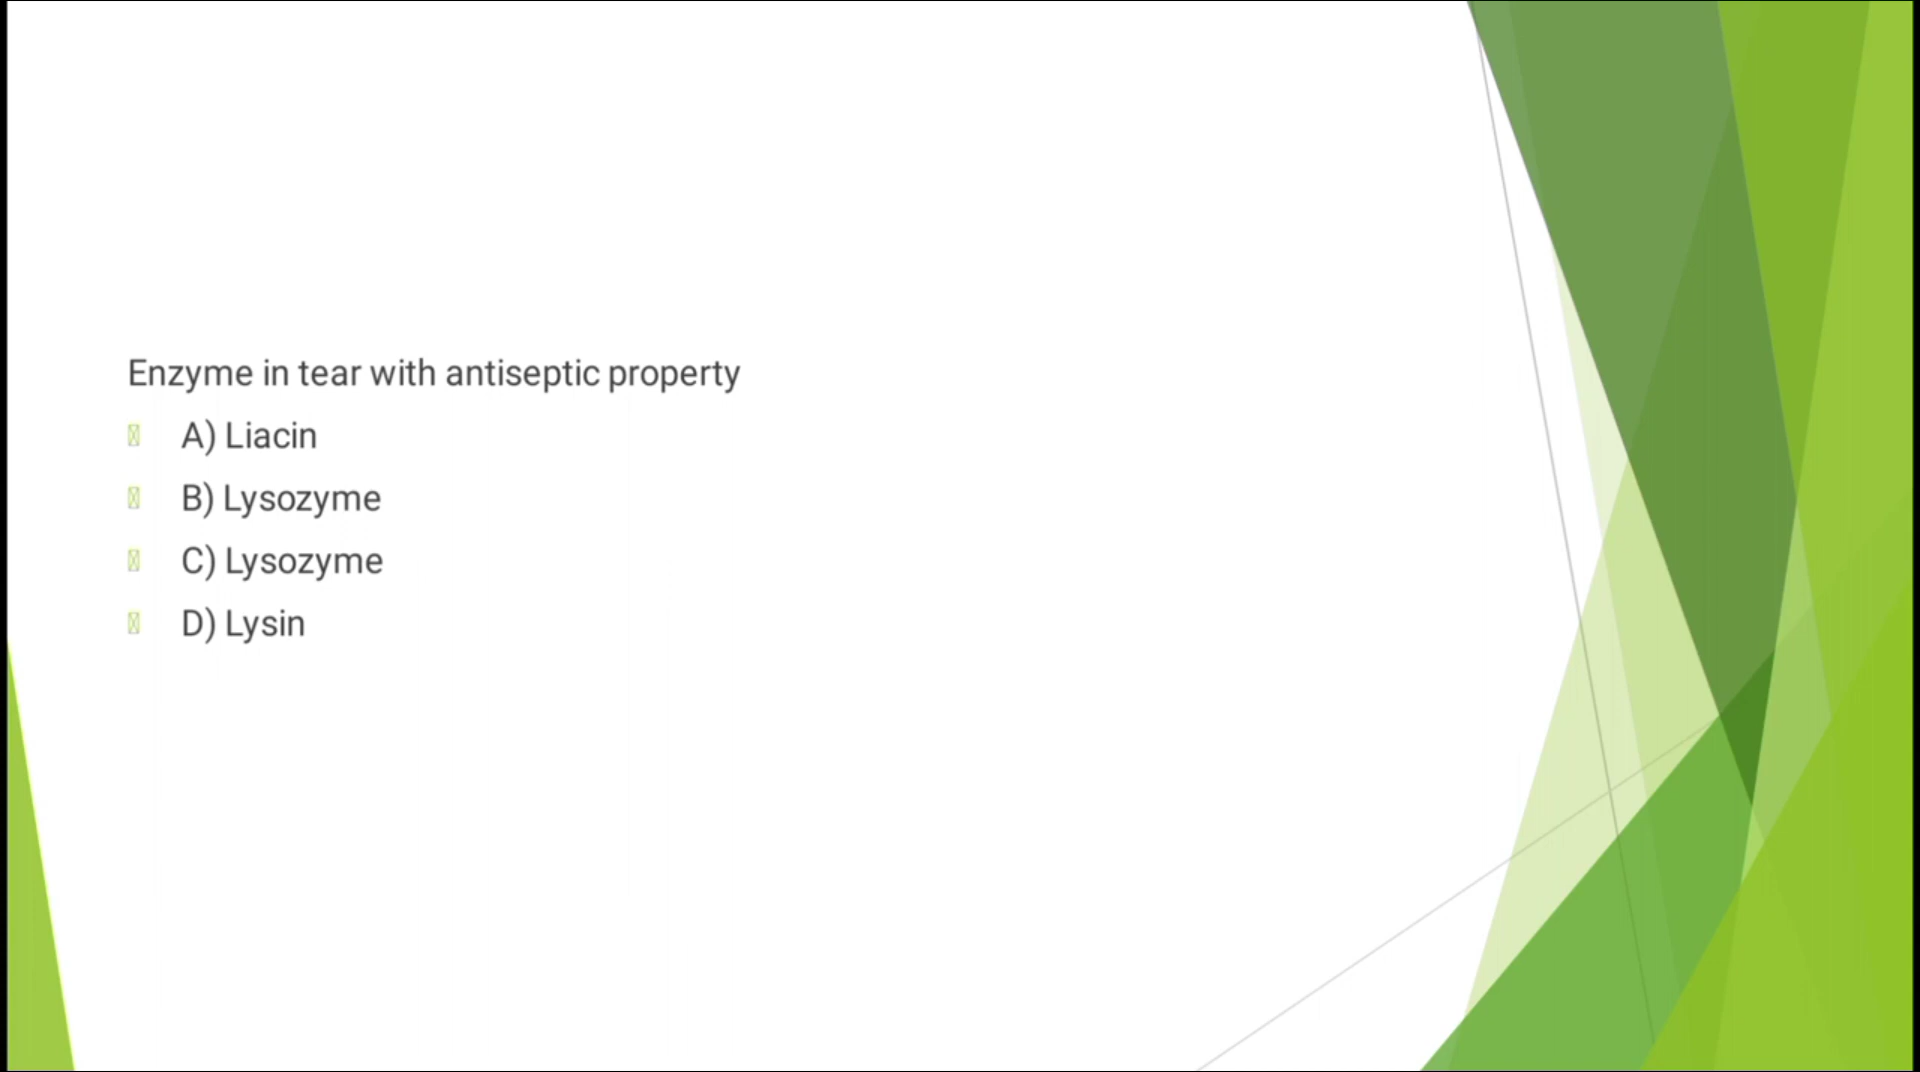 Enzyme in tear with antiseptic property
A) Liacin
B) Lysozyme
C) Lysozyme
D) Lysin